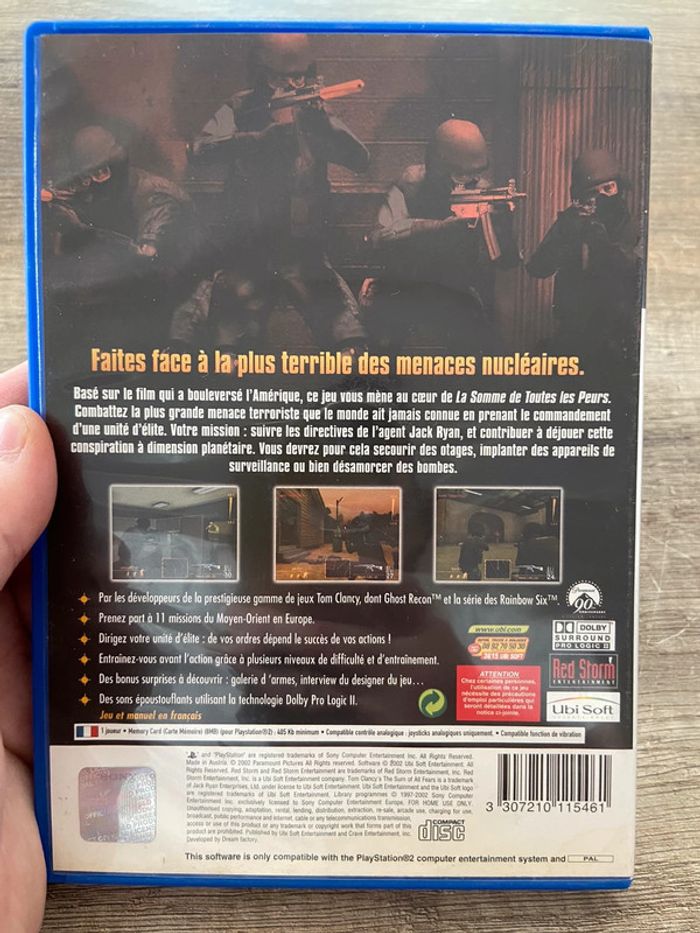 Faites face à la plus terrible des menaces nucléaires.
Basé sur le film qui a bouleversé l'Amérique, ce jeu vous mène au cœur de La Somme de Toutes les Peurs.
Combattez la plus grande menace terroriste que le monde ait jamais connue en prenant le commandement
d'une unité d'élite. Votre mission : suivre les directives de l'agent Jack Ryan, et contribuer à déjouer cette
conspiration à dimension planétaire. Vous devrez pour cela secourir des otages, implanter des appareils de
surveillance ou bien désamorcer des bombes.
Par les développeurs de la prestigieuse gamme de jeux Tom Clancy, dont Ghost Recon™ et la série des Rainbow Six™.
Prenez part à 11 missions du Moyen-Orient en Europe.
Dirigez votre unité d'élite : de vos ordres dépend le succès de vos actions !
Entraînez-vous avant l'action grâce à plusieurs niveaux de difficulté et d'entraînement.
Des bonus surprises à découvrir : galerie d'armes, interview du designer du jeu...
Des sons époustouflants utilisant la technologie Dolby Pro Logic II.
Jeu et manuel en français
Paramount
90
www.ubi.com
08 92 70 50 30
3615 UBI SOFT
DOLBY
SURROUND
PRO LOGIC II
ATTENTION
Chez certaines personnes,
l'utilisation de ce jeu
nécessite des précautions
d'emploi particulières qui
seront détaillées dans la
notice ci-jointe.
Red Storm
ENTERTAINMENT
Ubi Soft
1 joueur • Memory Card (Carte Mémoire) (8MB) (pour PlayStation®2) : 405 Kb minimum • Compatible contrôle analogique : joysticks analogiques uniquement. • Compatible fonction de vibration
and "PlayStation" are registered trademarks of Sony Computer Entertainment Inc. All Rights Reserved.
Made in Austria. © 2002 Paramount Pictures All Rights reserved. Software © 2002 Ubi Soft Entertainment. All
Rights Reserved. Red Storm and Red Storm Entertainment are trademarks of Red Storm Entertainment, Inc. Red
Storm Entertainment, Inc. is a Ubi Soft Entertainment company. Tom Clancy's The Sum of All Fears is a trademark
of Jack Ryan Enterprises, Ltd. under license to Ubi Soft Entertainment. Ubi Soft Entertainment and the Ubi Soft logo
are registered trademarks of Ubi Soft Entertainment. Library programmes © 1997-2002 Sony Computer
Entertainment Inc. exclusively licensed to Sony Computer Entertainment Europe. FOR HOME USE ONLY.
Unauthorised copying, adaptation, rental, lending, distribution, extraction, re-sale, arcade use, charging for use,
broadcast, public performance and internet, cable or any telecommunications transmission,
access or use of this product or any trademark or copyright work that forms part of this
product are prohibited. Published by Ubi Soft Entertainment and Crave Entertainment, Inc.
Developed by Dream factory.
COMPACT
disc
3 307210 115461
This software is only compatible with the PlayStation®2 computer entertainment system and PAL